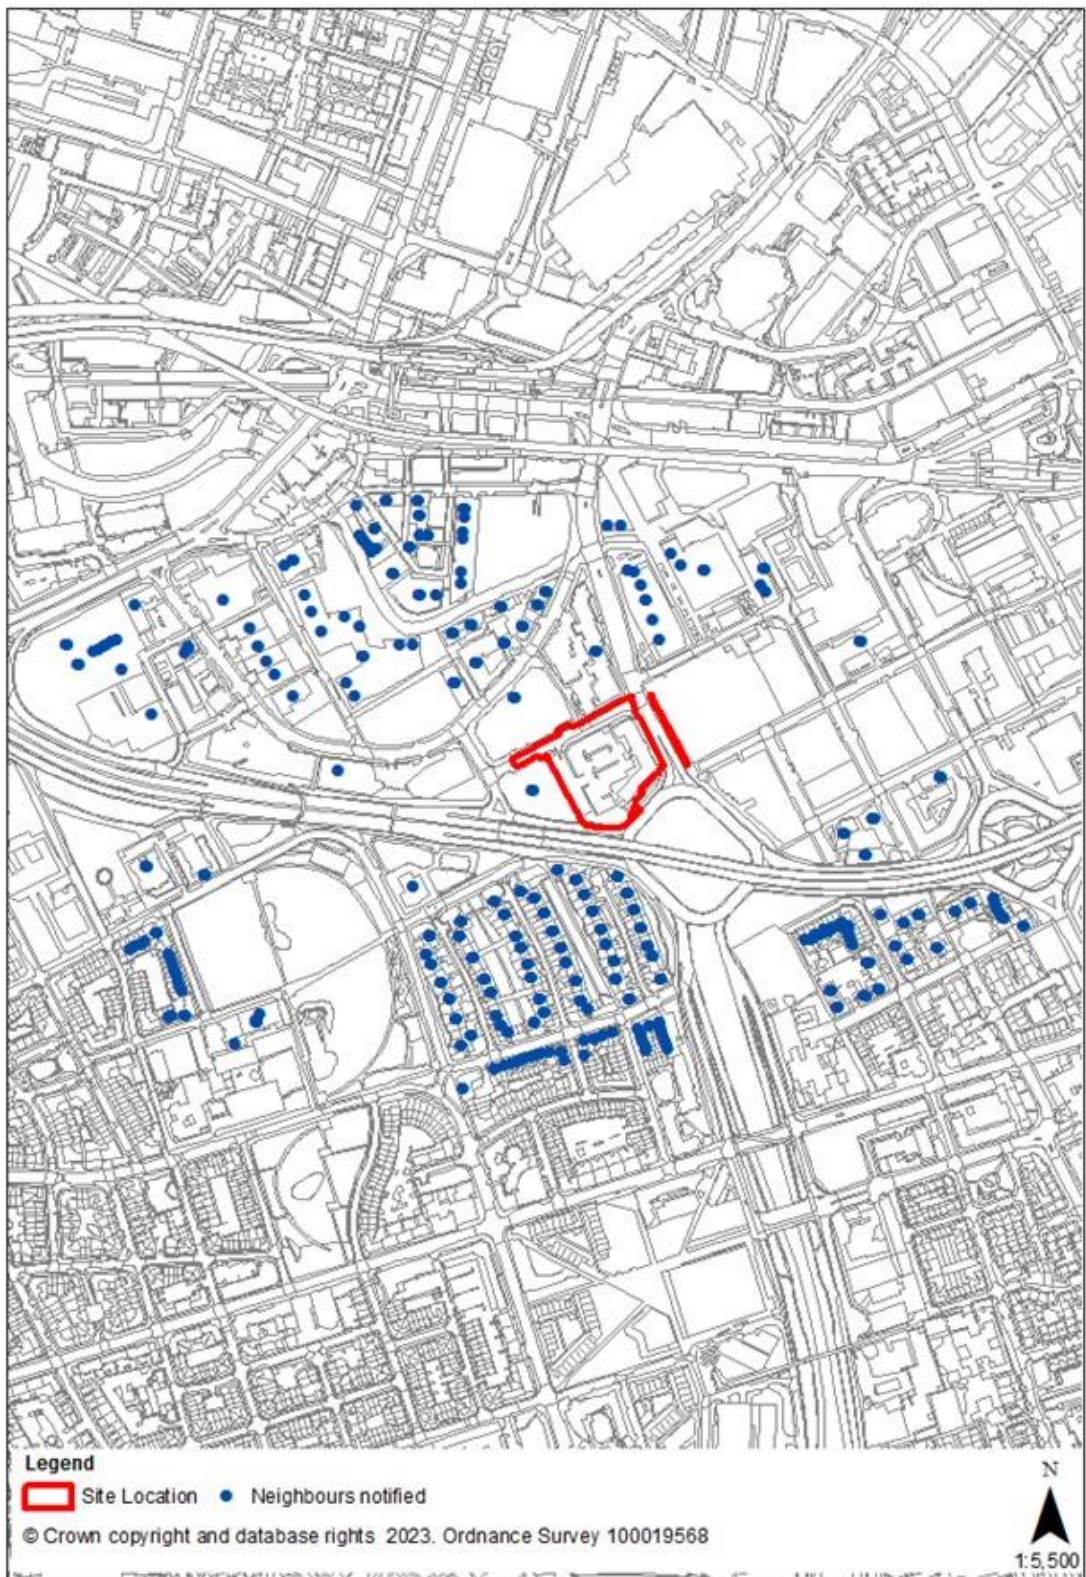 Legend
Site Location Neighbours notified
© Crown copyright and database rights 2023. Ordnance Survey 100019568
N
1:5,500